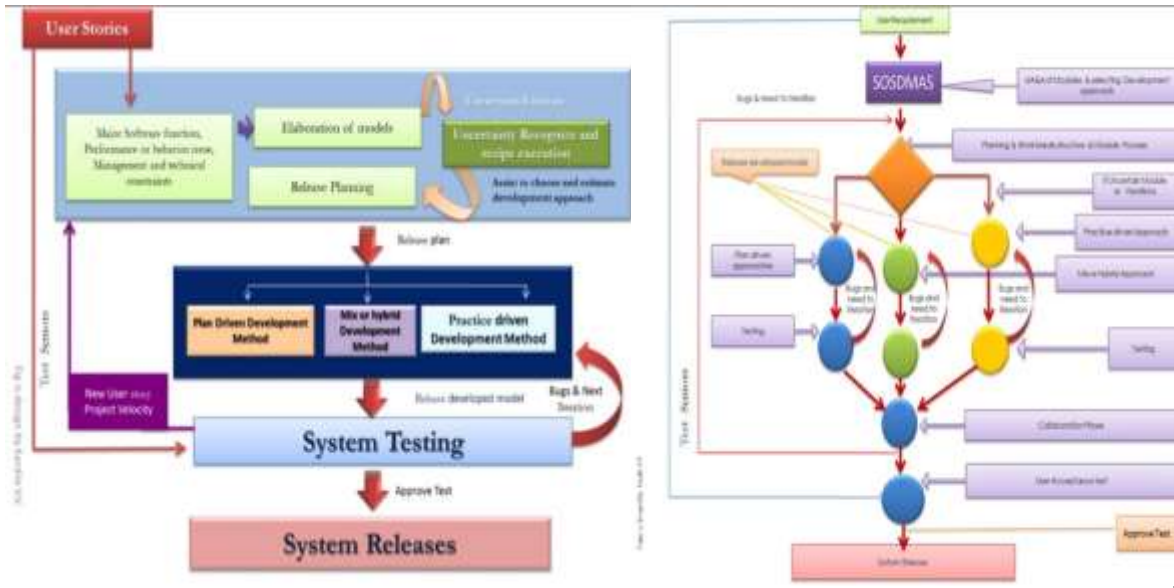 User Stories
Major Software function,
Performance or behavior issue,
Management and technical
constraints
Elaboration of models
Release Planning
Uncertainty Recognize and
recipe execution
Assist to choose and estimate
development approach
Release plan
Plan Driven Development
Method
Mix or hybrid
Development
Method
Practice driven
Development Method
Test Scenarios
New User story
Project Velocity
Release developed model
Bugs & Next
Iteration
System Testing
Approve Test
System Releases
User Requirement
SOSDMAS
Bugs & need to Iteration
Planning &
Module Process
Plan driven
approaches
Practice driven Approach
Mix or Hybrid Approach
Bugs and
need to
Iteration
Bugs and
need to
Iteration
Bugs and
need to
Iteration
Testing
Testing
Test Scenarios
Collaboration Phase
User Acceptance test
Approve Test
System Releases